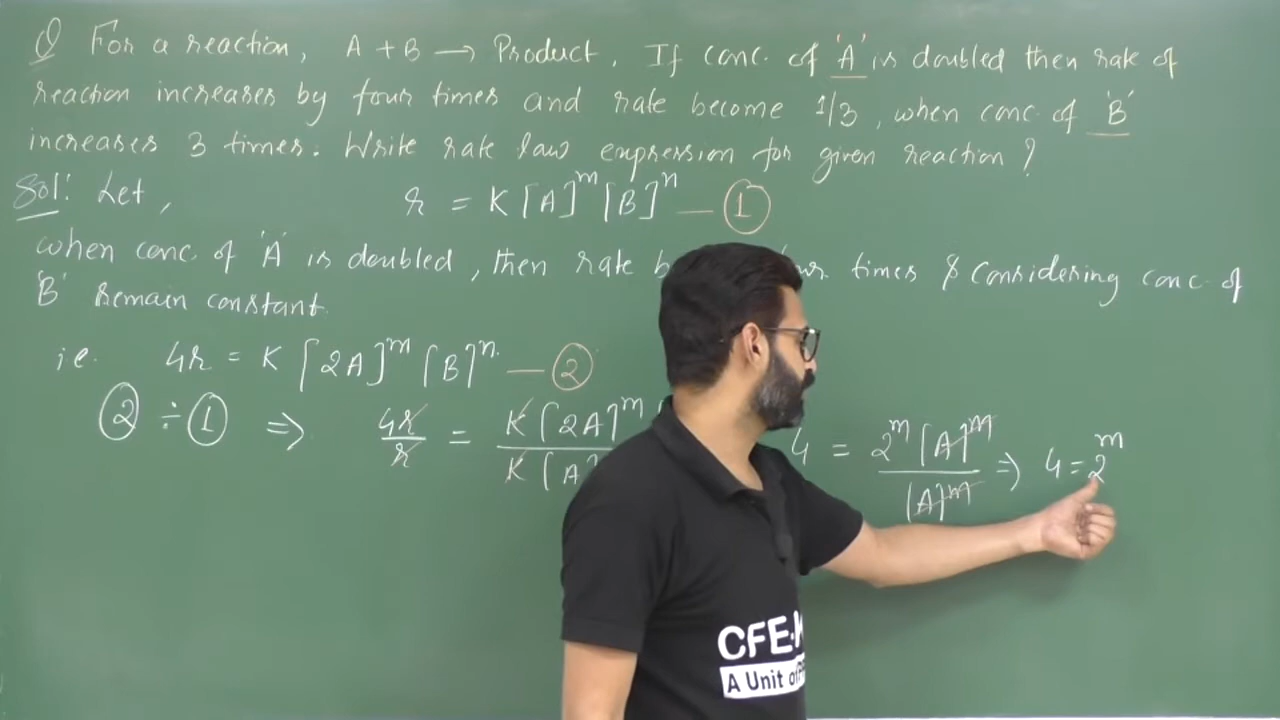 Q For a reaction, A + B → Product. If conc. of 'A' is doubled then rate of
reaction increases by four times and rate become 1/3, when conc. of 'B'
increases 3 times. Write rate law expression for given reaction?
Sol: Let, r = K [A]^m [B]^n — ①
when conc. of 'A' is doubled, then rate times & Considering conc. of
'B' remain constant.
i.e. 4r = K [2A]^m [B]^n. — ②
② ÷ ① ⇒ 4r/r = K [2A]^m / K [A 4 = 2^m [A]^m / [A]^m ⇒ 4 = 2^m
CFE.
A Unit of